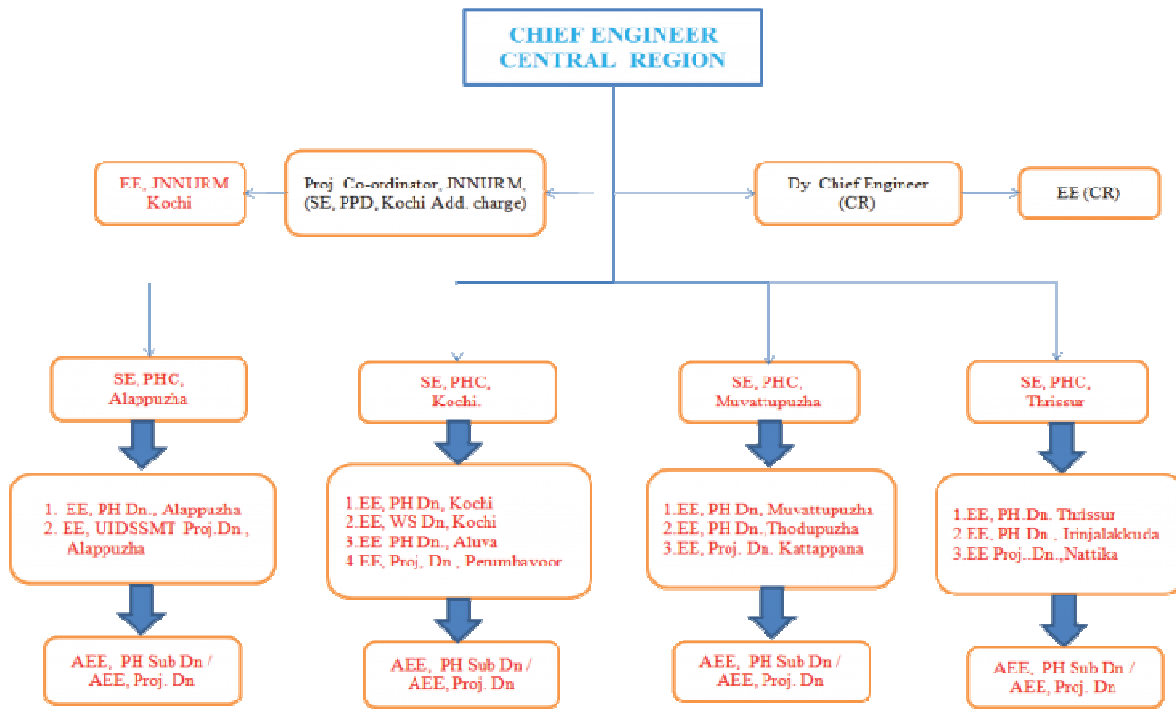 CHIEF ENGINEER
CENTRAL REGION
EE, JNNURM
Kochi
Proj. Co-ordinator, JNNURM,
(SE, PPD, Kochi Add. charge)
Dy. Chief Engineer
(CR)
EE (CR)
SE, PHC,
Alappuzha
SE, PHC,
Kochi.
SE, PHC,
Muvattupuzha
SE, PHC,
Thrissur
1. EE, PH Dn., Alappuzha
2. EE, UIDSSMT Proj.Dn.,
Alappuzha
1.EE, PH Dn, Kochi
2.EE, WS Dn, Kochi
3.EE PH Dn., Aluva
4.EE, Proj, Dn., Perumbavoor
1.EE, PH Dn, Muvattupuzha
2.EE, PH Dn.,Thodupuzha
3.EE, Proj. Dn. Kattappana
1.EE, PH.Dn. Thrissur
2.EE, PH Dn., Irinjalakkuda
3.EE Proj..Dn.,Nattika
AEE, PH Sub Dn /
AEE, Proj. Dn
AEE, PH Sub Dn /
AEE, Proj. Dn
AEE, PH Sub Dn /
AEE, Proj. Dn
AEE, PH Sub Dn /
AEE, Proj. Dn